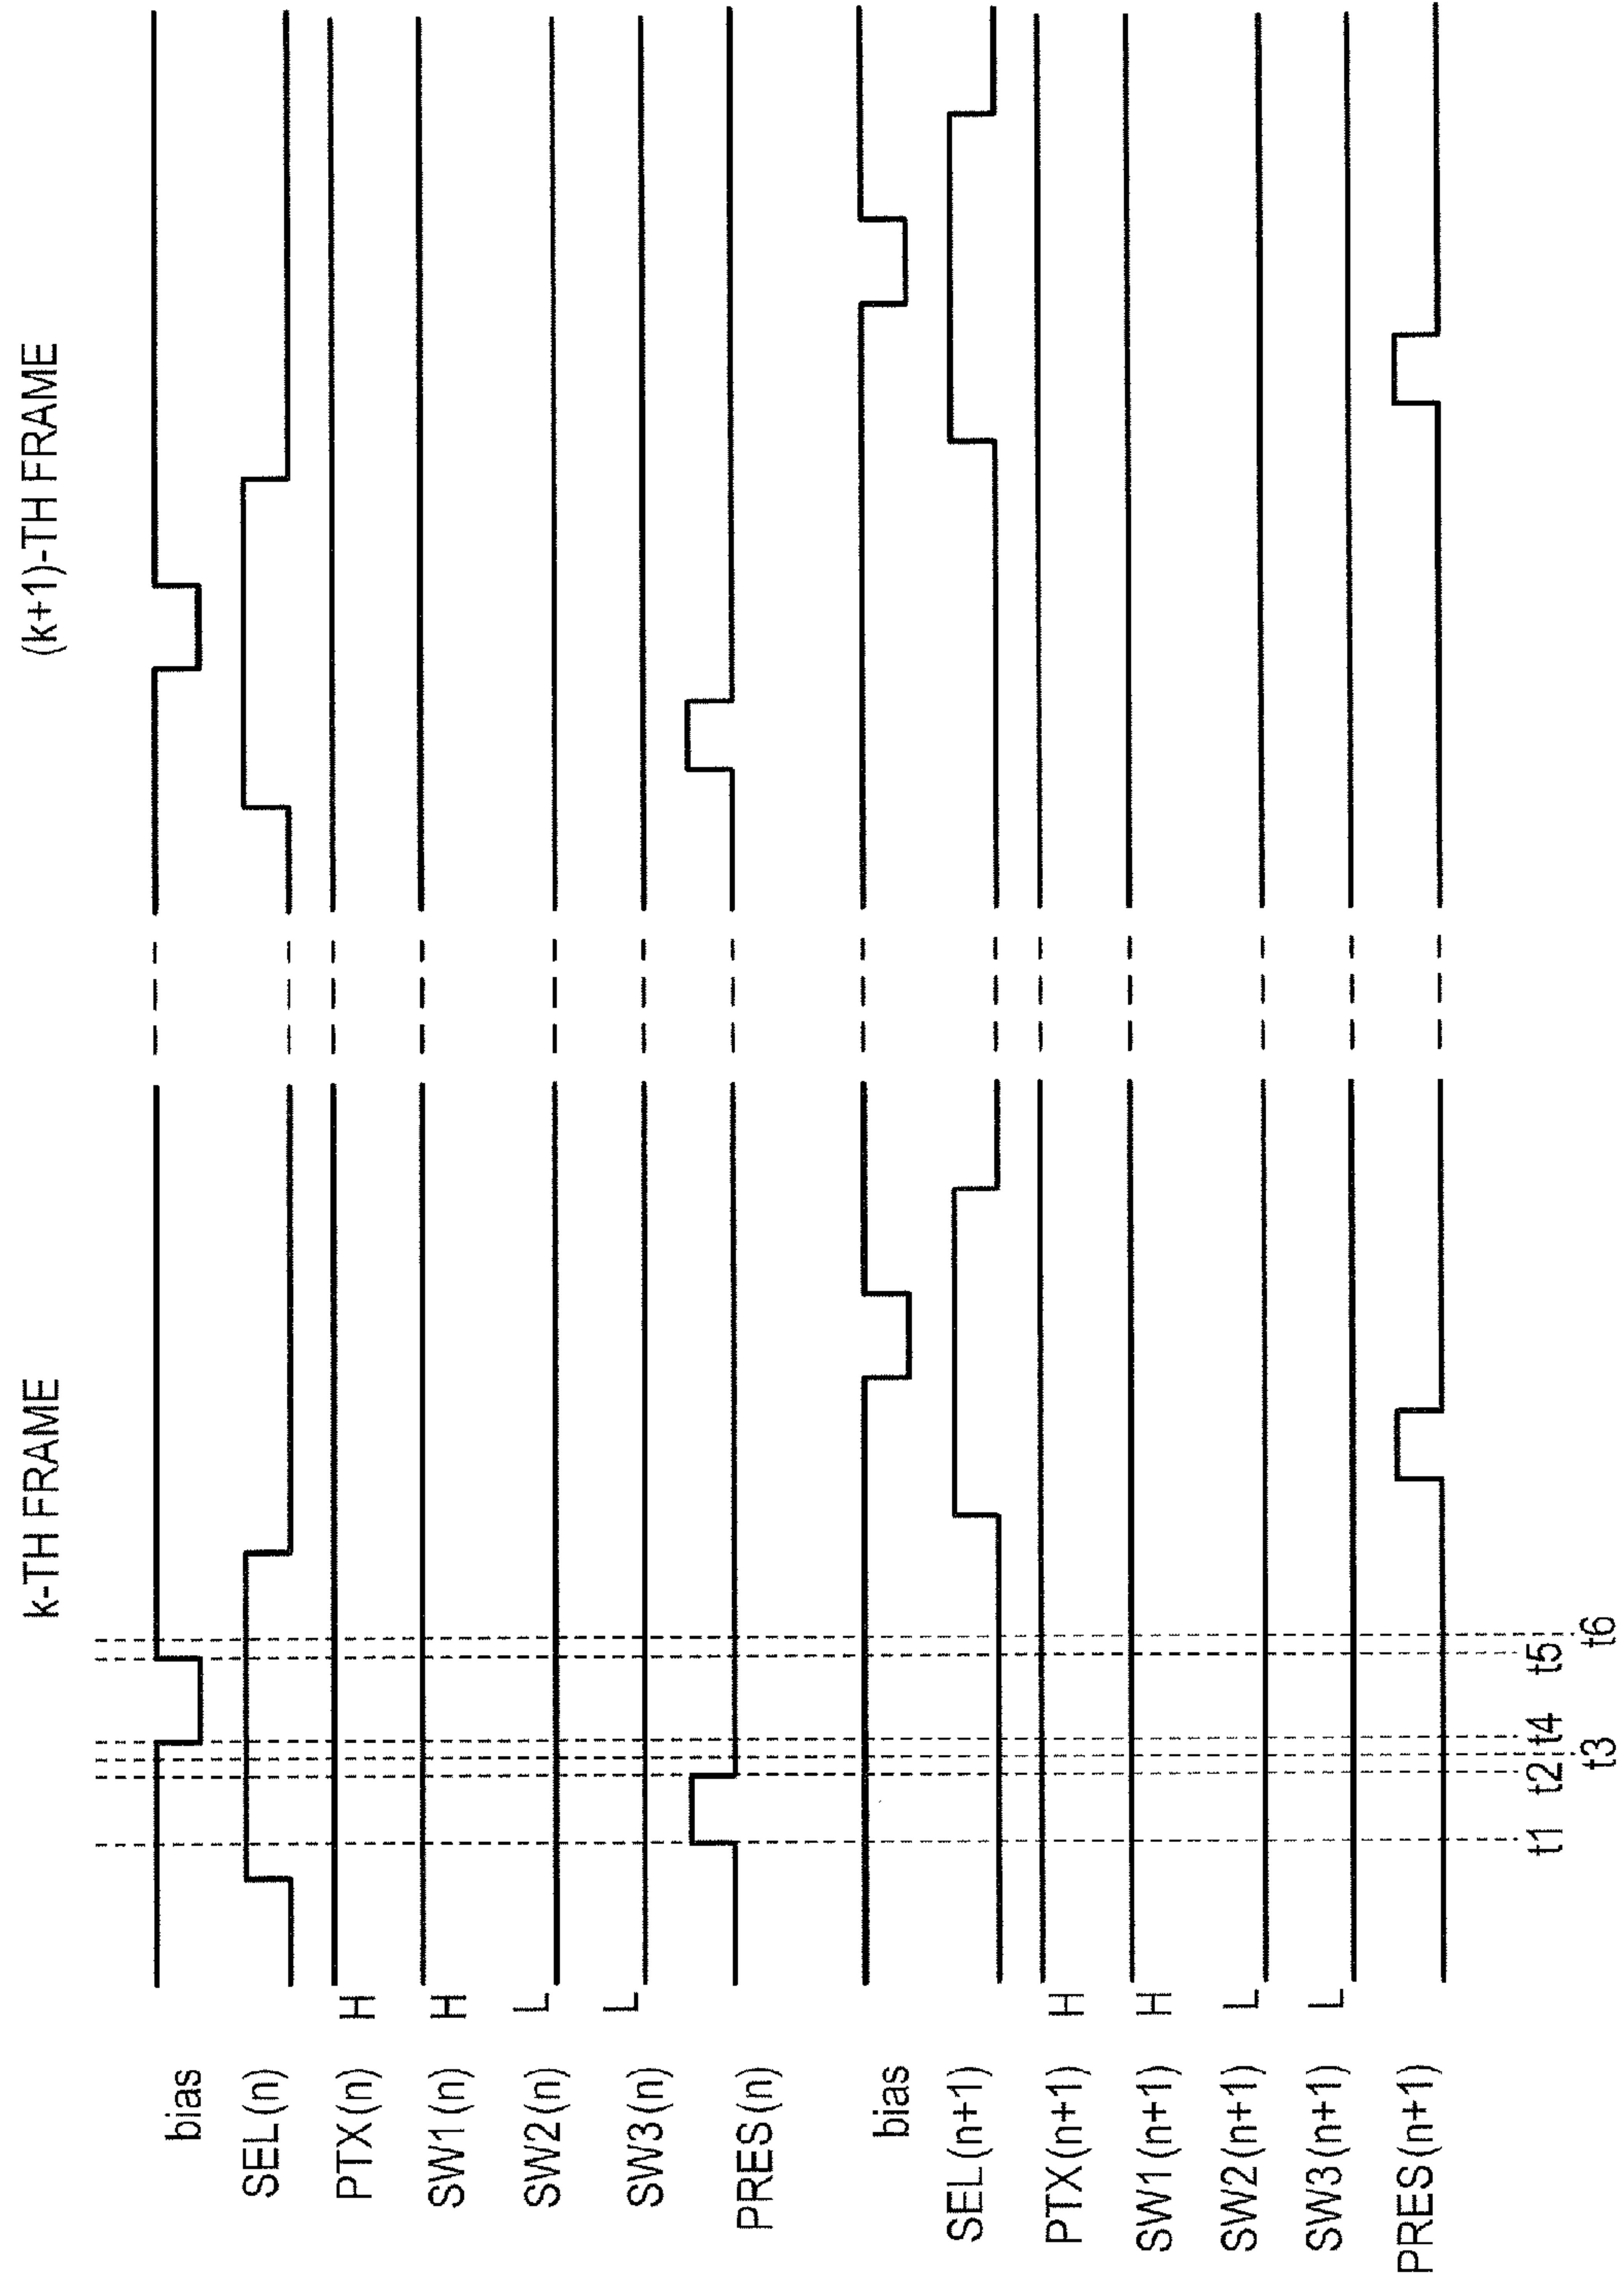 k-TH FRAME
(k+1)-TH FRAME
bias
SEL(n)
PTX(n) H
SW1(n) H
SW2(n) L
SW3(n) L
PRES(n)
bias
SEL(n+1)
PTX(n+1) H
SW1(n+1) H
SW2(n+1) L
SW3(n+1) L
PRES(n+1)
t1 t2 t4 t5
t3 t6